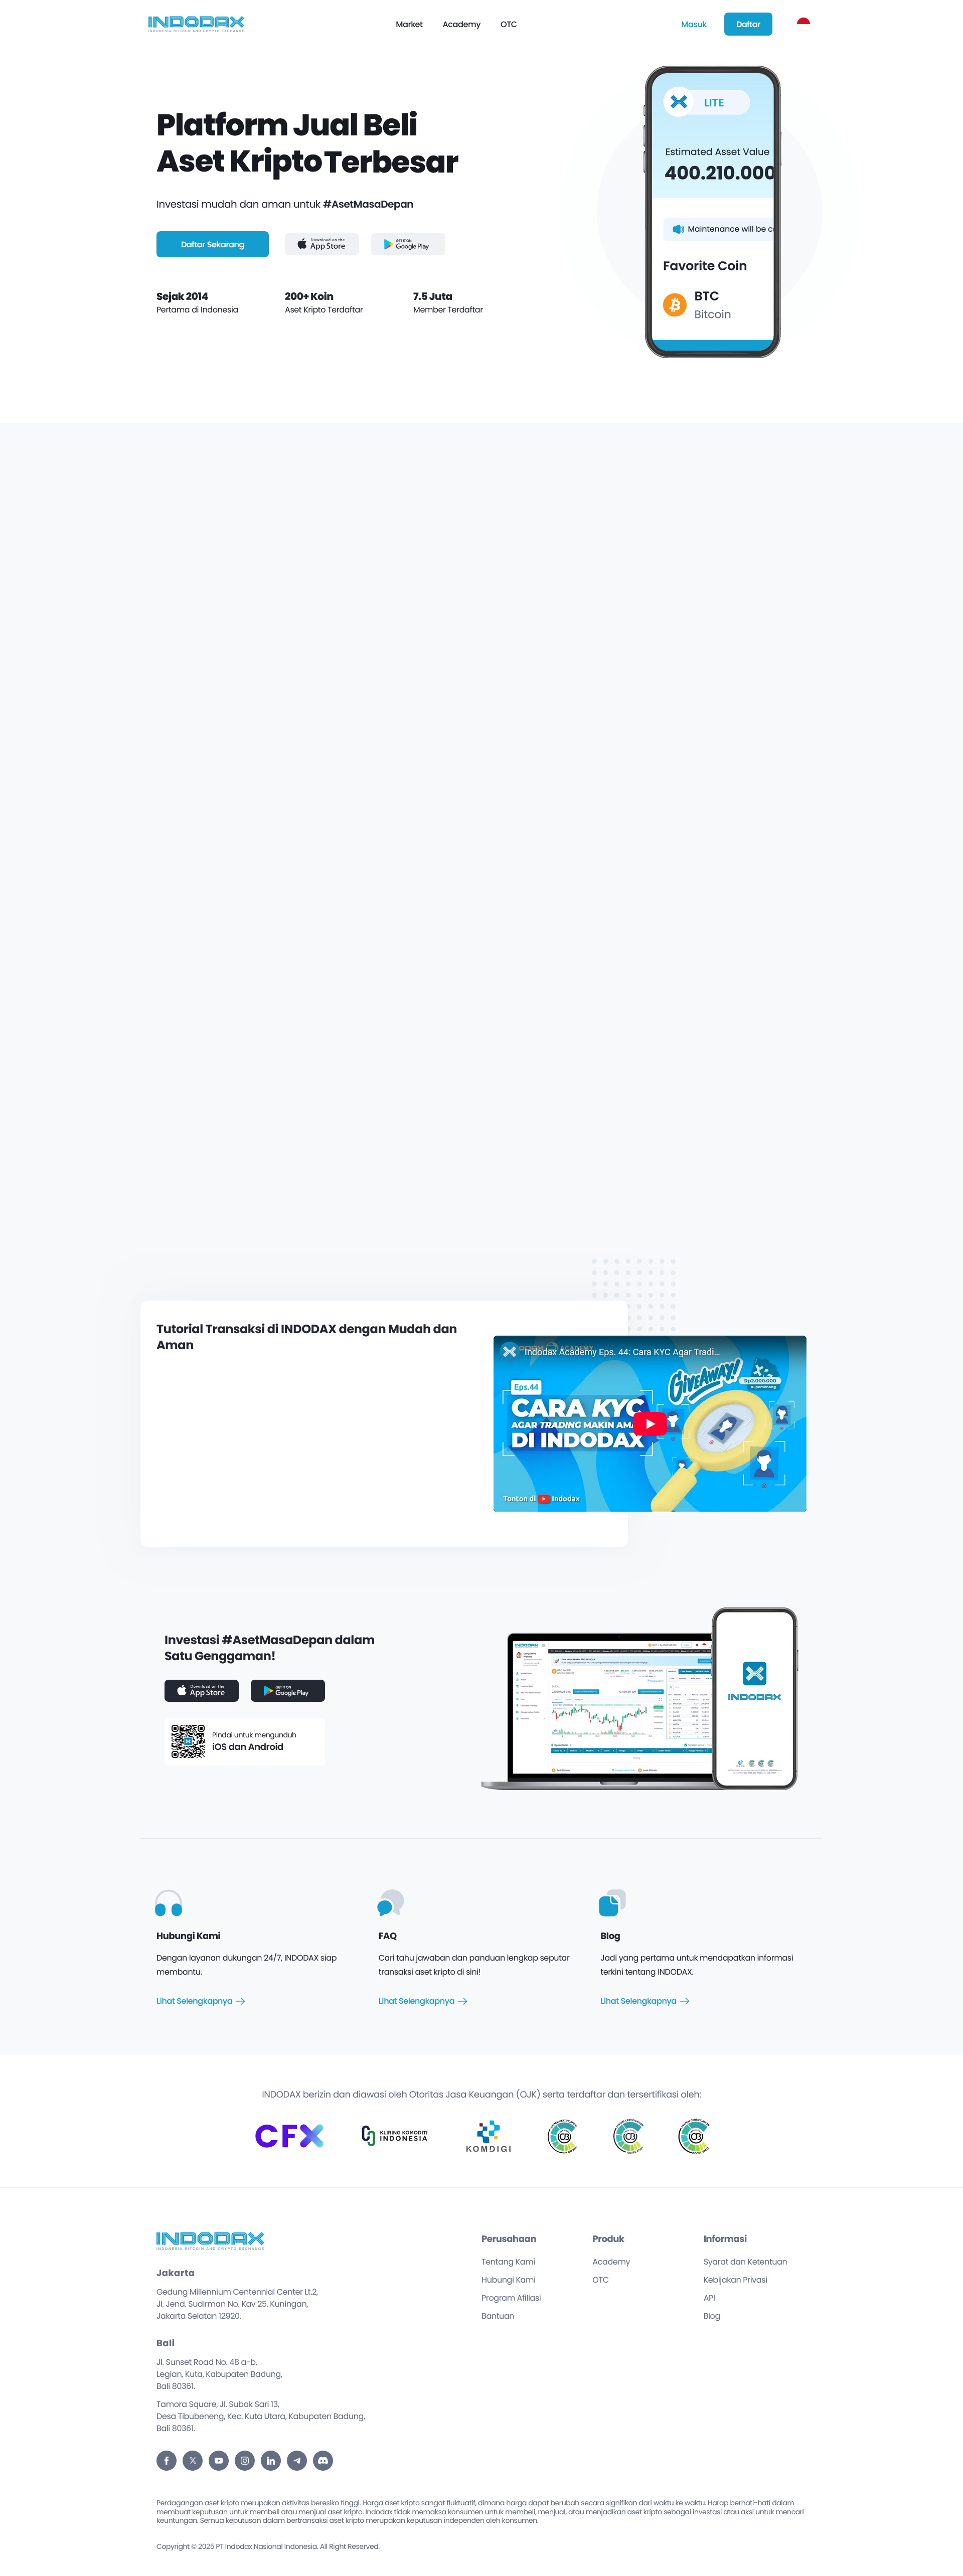 INDODAX
INDONESIA BITCOIN AND CRYPTO EXCHANGE
Market
Academy
OTC
Masuk
Daftar
Platform Jual Beli
Aset Kripto Terbesar
Investasi mudah dan aman untuk #AsetMasaDepan
Daftar Sekarang
Download on the
App Store
GET IT ON
Google Play
Sejak 2014
Pertama di Indonesia
200+ Koin
Aset Kripto Terdaftar
7.5 Juta
Member Terdaftar
LITE
Estimated Asset Value
400.210.000
Maintenance will be
Favorite Coin
BTC
Bitcoin
Tutorial Transaksi di INDODAX dengan Mudah dan
Aman
Indodax Academy Eps. 44: Cara KYC Agar Tradi...
Eps.44
GIVEAWAY!
Rp2.000.000
CARA KYC
AGAR TRADING MAKIN
DI INDODAX
Tonton di
Indodax
Investasi #AsetMasaDepan dalam
Satu Genggaman!
Download on the
App Store
GET IT ON
Google Play
Pindai untuk mengunduh
iOS dan Android
INDODAX
Hubungi Kami
Dengan layanan dukungan 24/7, INDODAX siap
membantu.
Lihat Selengkapnya
FAQ
Cari tahu jawaban dan panduan lengkap seputar
transaksi aset kripto di sini!
Lihat Selengkapnya
Blog
Jadi yang pertama untuk mendapatkan informasi
terkini tentang INDODAX.
Lihat Selengkapnya
INDODAX berizin dan diawasi oleh Otoritas Jasa Keuangan (OJK) serta terdaftar dan tersertifikasi oleh:
CFX
KLIRING KOMODITI
INDONESIA
KOMDIGI
INDODAX
INDONESIA BITCOIN AND CRYPTO EXCHANGE
Jakarta
Gedung Millennium Centennial Center Lt.2,
Jl. Jend. Sudirman No. Kav 25, Kuningan,
Jakarta Selatan 12920.
Bali
Jl. Sunset Road No. 48 a-b,
Legian, Kuta, Kabupaten Badung,
Bali 80361.
Tamora Square, Jl. Subak Sari 13,
Desa Tibubeneng, Kec. Kuta Utara, Kabupaten Badung,
Bali 80361.
Perusahaan
Tentang Kami
Hubungi Kami
Program Afiliasi
Bantuan
Produk
Academy
OTC
Informasi
Syarat dan Ketentuan
Kebijakan Privasi
API
Blog
Perdagangan aset kripto merupakan aktivitas beresiko tinggi. Harga aset kripto sangat fluktuatif, dimana harga dapat berubah secara signifikan dari waktu ke waktu. Harap berhati-hati dalam
membuat keputusan untuk membeli atau menjual aset kripto. Indodax tidak memaksa konsumen untuk membeli, menjual, atau menjadikan aset kripto sebagai investasi atau aksi untuk mencari
keuntungan. Semua keputusan dalam bertransaksi aset kripto merupakan keputusan independen oleh konsumen.
Copyright © 2025 PT Indodax Nasional Indonesia. All Right Reserved.